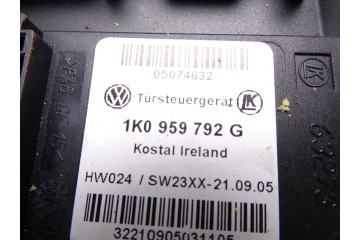 05074632
Türsteuergerät
1K0 959 792 G
Kostal Ireland
HW024 / SW23XX-21.09.05
32210905031105